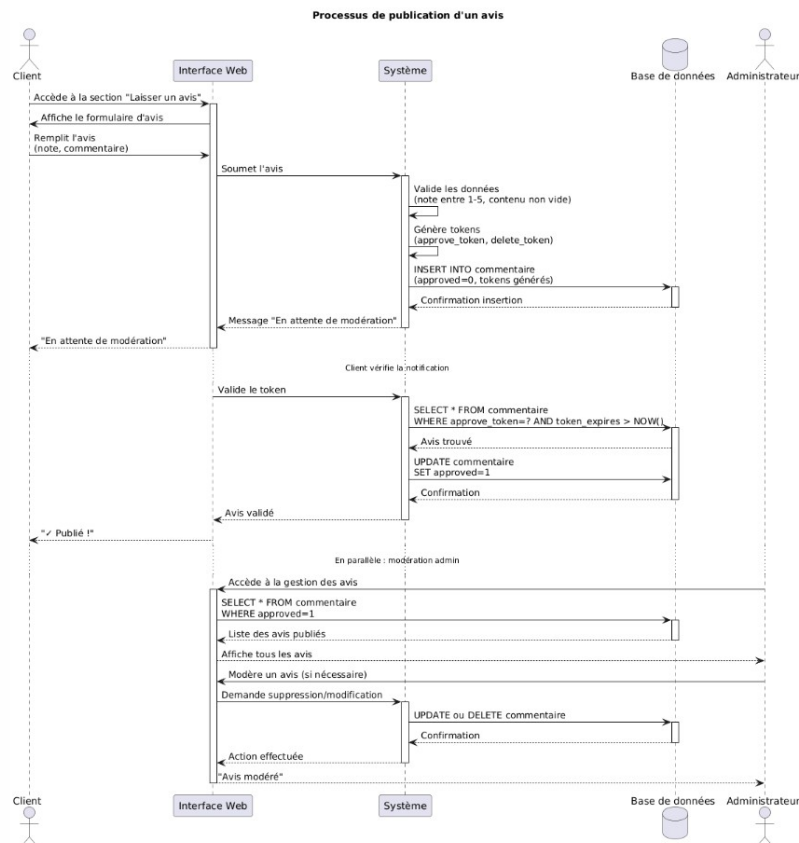 Processus de publication d'un avis
Client
Interface Web
Système
Base de données
Administrateur
Accède à la section "Laisser un avis"
Affiche le formulaire d'avis
Remplit l'avis
(note, commentaire)
Soumet l'avis
Valide les données
(note entre 1-5, contenu non vide)
Génère tokens
(approve_token, delete_token)
INSERT INTO commentaire
(approved=0, tokens générés)
Confirmation insertion
Message "En attente de modération"
"En attente de modération"
Client vérifie la notification
Valide le token
SELECT * FROM commentaire
WHERE approve_token=? AND token_expires > NOW()
Avis trouvé
UPDATE commentaire
SET approved=1
Confirmation
Avis validé
"✓ Publié !"
En parallèle : modération admin
Accède à la gestion des avis
SELECT * FROM commentaire
WHERE approved=1
Liste des avis publiés
Affiche tous les avis
Modère un avis (si nécessaire)
Demande suppression/modification
UPDATE ou DELETE commentaire
Confirmation
Action effectuée
"Avis modéré"
Client
Interface Web
Système
Base de données
Administrateur